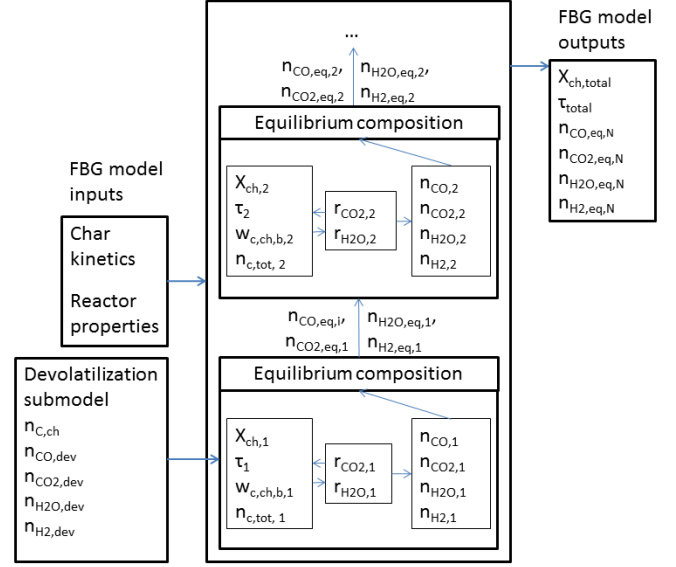 FBG model
inputs
Char
kinetics
Reactor
properties
Devolatilization
submodel
n_C,ch
n_CO,dev
n_CO2,dev
n_H2O,dev
n_H2,dev
...
n_CO,eq,2, n_H2O,eq,2,
n_CO2,eq,2 n_H2,eq,2
Equilibrium composition
X_ch,2
τ_2
w_c,ch,b,2
n_c,tot, 2
r_CO2,2
r_H2O,2
n_CO,2
n_CO2,2
n_H2O,2
n_H2,2
n_CO,eq,i, n_H2O,eq,1,
n_CO2,eq,1 n_H2,eq,1
Equilibrium composition
X_ch,1
τ_1
w_c,ch,b,1
n_c,tot, 1
r_CO2,1
r_H2O,1
n_CO,1
n_CO2,1
n_H2O,1
n_H2,1
FBG model
outputs
X_ch,total
τ_total
n_CO,eq,N
n_CO2,eq,N
n_H2O,eq,N
n_H2,eq,N